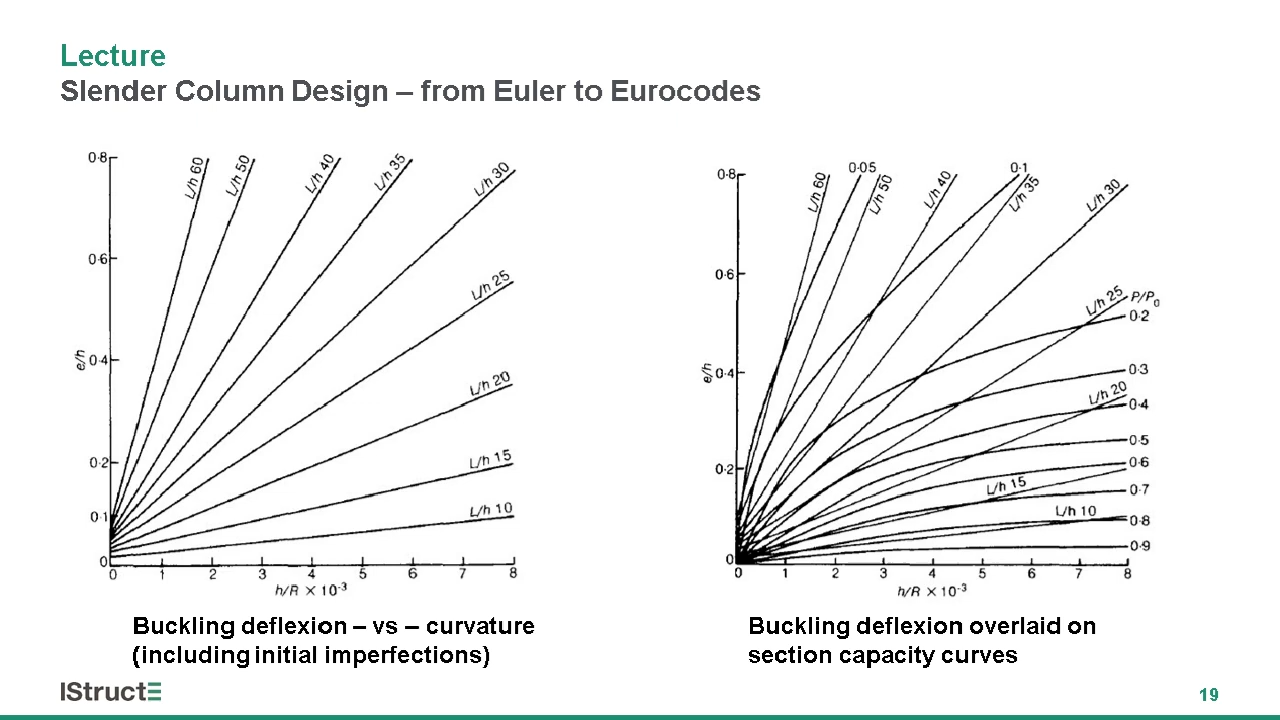 Lecture
Slender Column Design – from Euler to Eurocodes
0·8
0·6
0·4
0·2
0·1
0
e/h
L/h 60
L/h 50
L/h 40
L/h 35
L/h 30
L/h 25
L/h 20
L/h 15
L/h 10
0 1 2 3 4 5 6 7 8
h/R × 10-3
Buckling deflexion – vs – curvature
(including initial imperfections)
0·8
0·6
0·4
0·2
0
e/h
L/h 60
0·05
L/h 50
L/h 40
0·1
L/h 35
L/h 30
L/h 25
P/P0
0·2
0·3
L/h 20
0·4
0·5
0·6
L/h 15
0·7
L/h 10
0·8
0·9
0 1 2 3 4 5 6 7 8
h/R × 10-3
Buckling deflexion overlaid on
section capacity curves
IStructE
19